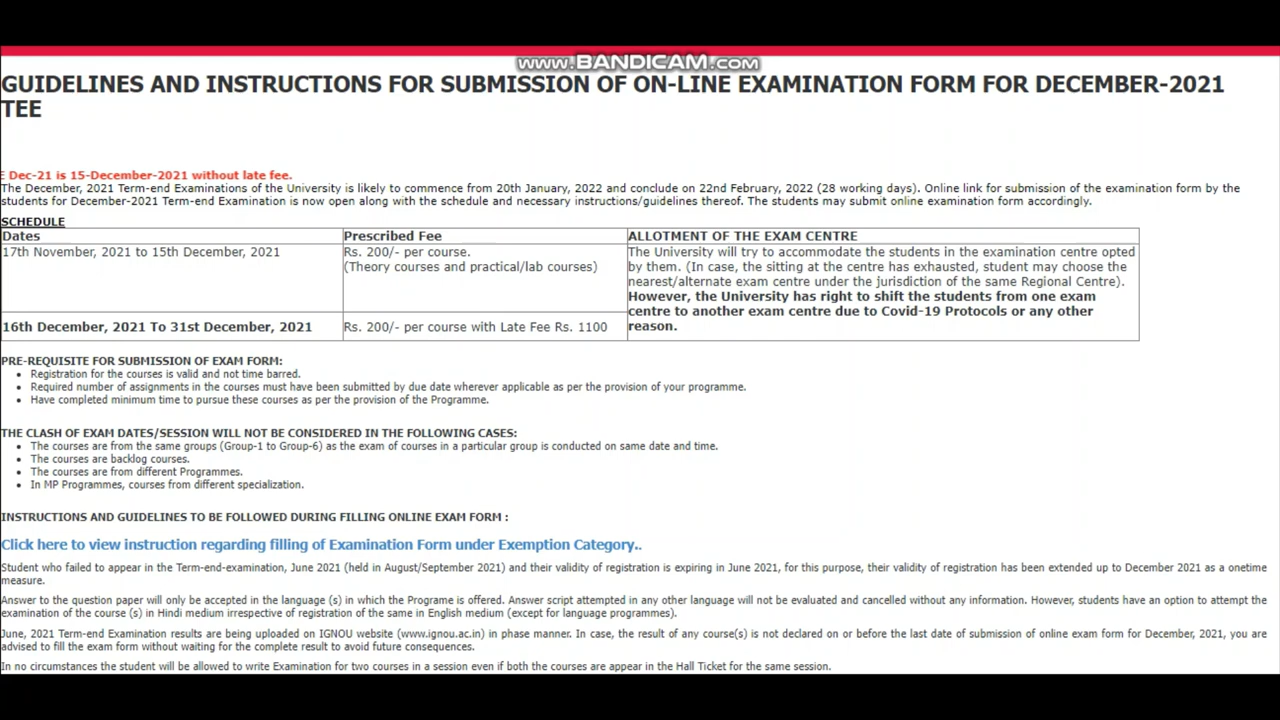 www.BANDICAM.com
GUIDELINES AND INSTRUCTIONS FOR SUBMISSION OF ON-LINE EXAMINATION FORM FOR DECEMBER-2021
TEE
E Dec-21 is 15-December-2021 without late fee.
The December, 2021 Term-end Examinations of the University is likely to commence from 20th January, 2022 and conclude on 22nd February, 2022 (28 working days). Online link for submission of the examination form by the
students for December-2021 Term-end Examination is now open along with the schedule and necessary instructions/guidelines thereof. The students may submit online examination form accordingly.
SCHEDULE
Dates Prescribed Fee ALLOTMENT OF THE EXAM CENTRE
17th November, 2021 to 15th December, 2021
Rs. 200/- per course.
(Theory courses and practical/lab courses)
The University will try to accommodate the students in the examination centre opted
by them. (In case, the sitting at the centre has exhausted, student may choose the
nearest/alternate exam centre under the jurisdiction of the same Regional Centre).
However, the University has right to shift the students from one exam
centre to another exam centre due to Covid-19 Protocols or any other
reason.
16th December, 2021 To 31st December, 2021 Rs. 200/- per course with Late Fee Rs. 1100
PRE-REQUISITE FOR SUBMISSION OF EXAM FORM:
• Registration for the courses is valid and not time barred.
• Required number of assignments in the courses must have been submitted by due date wherever applicable as per the provision of your programme.
• Have completed minimum time to pursue these courses as per the provision of the Programme.
THE CLASH OF EXAM DATES/SESSION WILL NOT BE CONSIDERED IN THE FOLLOWING CASES:
• The courses are from the same groups (Group-1 to Group-6) as the exam of courses in a particular group is conducted on same date and time.
• The courses are backlog courses.
• The courses are from different Programmes.
• In MP Programmes, courses from different specialization.
INSTRUCTIONS AND GUIDELINES TO BE FOLLOWED DURING FILLING ONLINE EXAM FORM :
Click here to view instruction regarding filling of Examination Form under Exemption Category..
Student who failed to appear in the Term-end-examination, June 2021 (held in August/September 2021) and their validity of registration is expiring in June 2021, for this purpose, their validity of registration has been extended up to December 2021 as a onetime
measure.
Answer to the question paper will only be accepted in the language (s) in which the Programe is offered. Answer script attempted in any other language will not be evaluated and cancelled without any information. However, students have an option to attempt the
examination of the course (s) in Hindi medium irrespective of registration of the same in English medium (except for language programmes).
June, 2021 Term-end Examination results are being uploaded on IGNOU website (www.ignou.ac.in) in phase manner. In case, the result of any course(s) is not declared on or before the last date of submission of online exam form for December, 2021, you are
advised to fill the exam form without waiting for the complete result to avoid future consequences.
In no circumstances the student will be allowed to write Examination for two courses in a session even if both the courses are appear in the Hall Ticket for the same session.